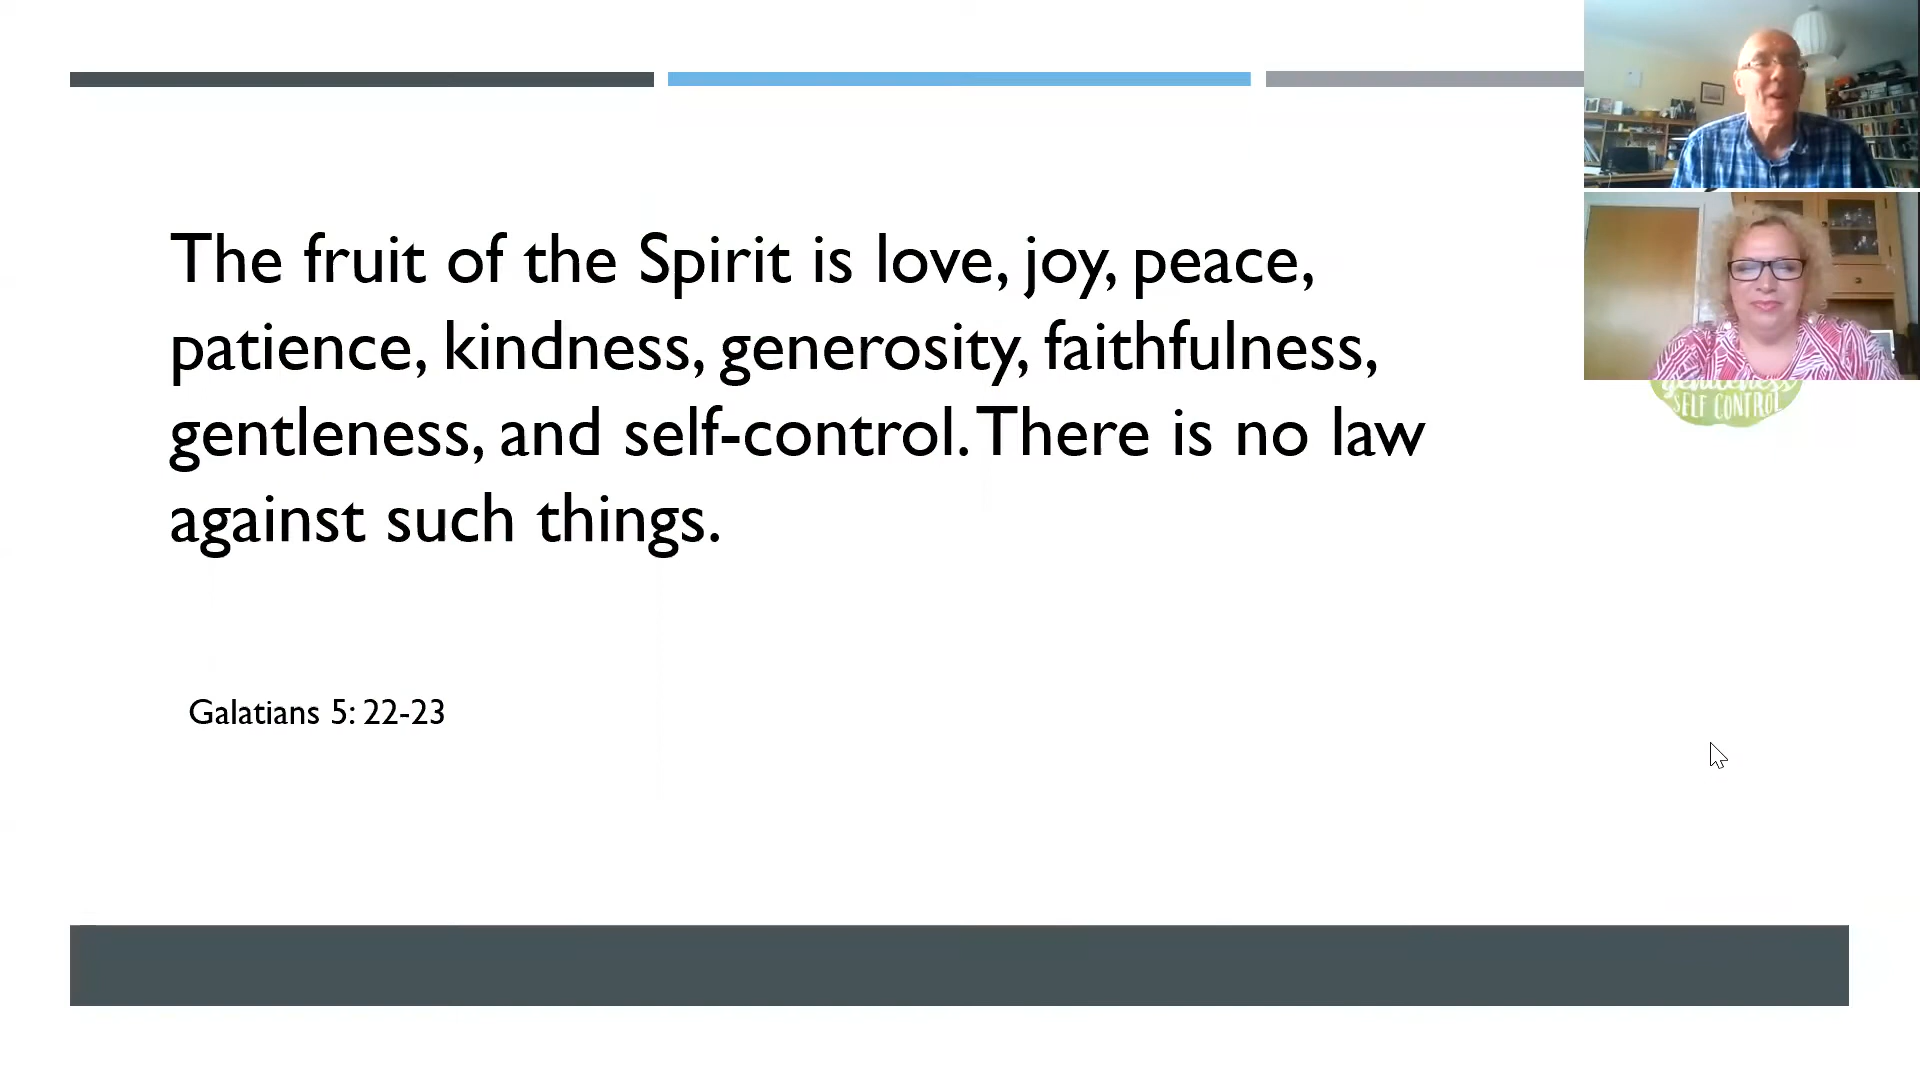 The fruit of the Spirit is love, joy, peace,
patience, kindness, generosity, faithfulness,
gentleness, and self-control. There is no law
against such things.
Galatians 5: 22-23
gentleness
SELF CONTROL